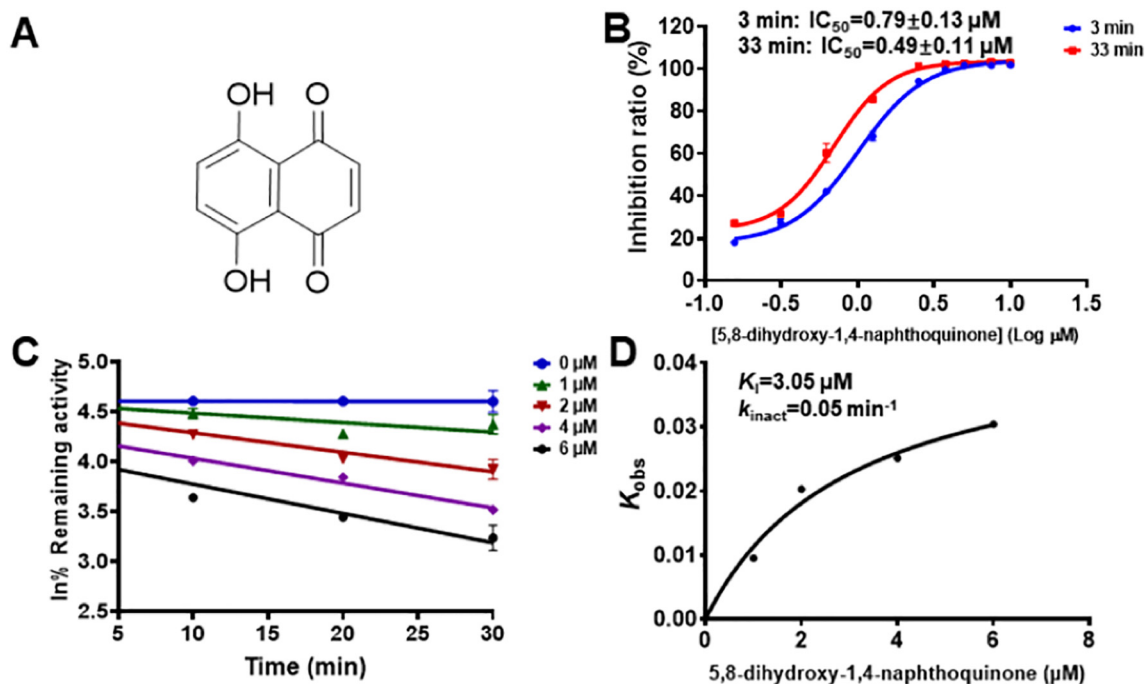 A
OH
O
OH
O
B
3 min: IC50=0.79±0.13 µM
33 min: IC50=0.49±0.11 µM
3 min
33 min
Inhibition ratio (%)
120
100
80
60
40
20
0
-1.0 -0.5 0.0 0.5 1.0 1.5
[5,8-dihydroxy-1,4-naphthoquinone] (Log µM)
C
0 µM
1 µM
2 µM
4 µM
6 µM
ln% Remaining activity
5.0
4.5
4.0
3.5
3.0
2.5
5 10 15 20 25 30
Time (min)
D
KI=3.05 µM
kinact=0.05 min-1
Kobs
0.04
0.03
0.02
0.01
0.00
0 2 4 6 8
5,8-dihydroxy-1,4-naphthoquinone (µM)